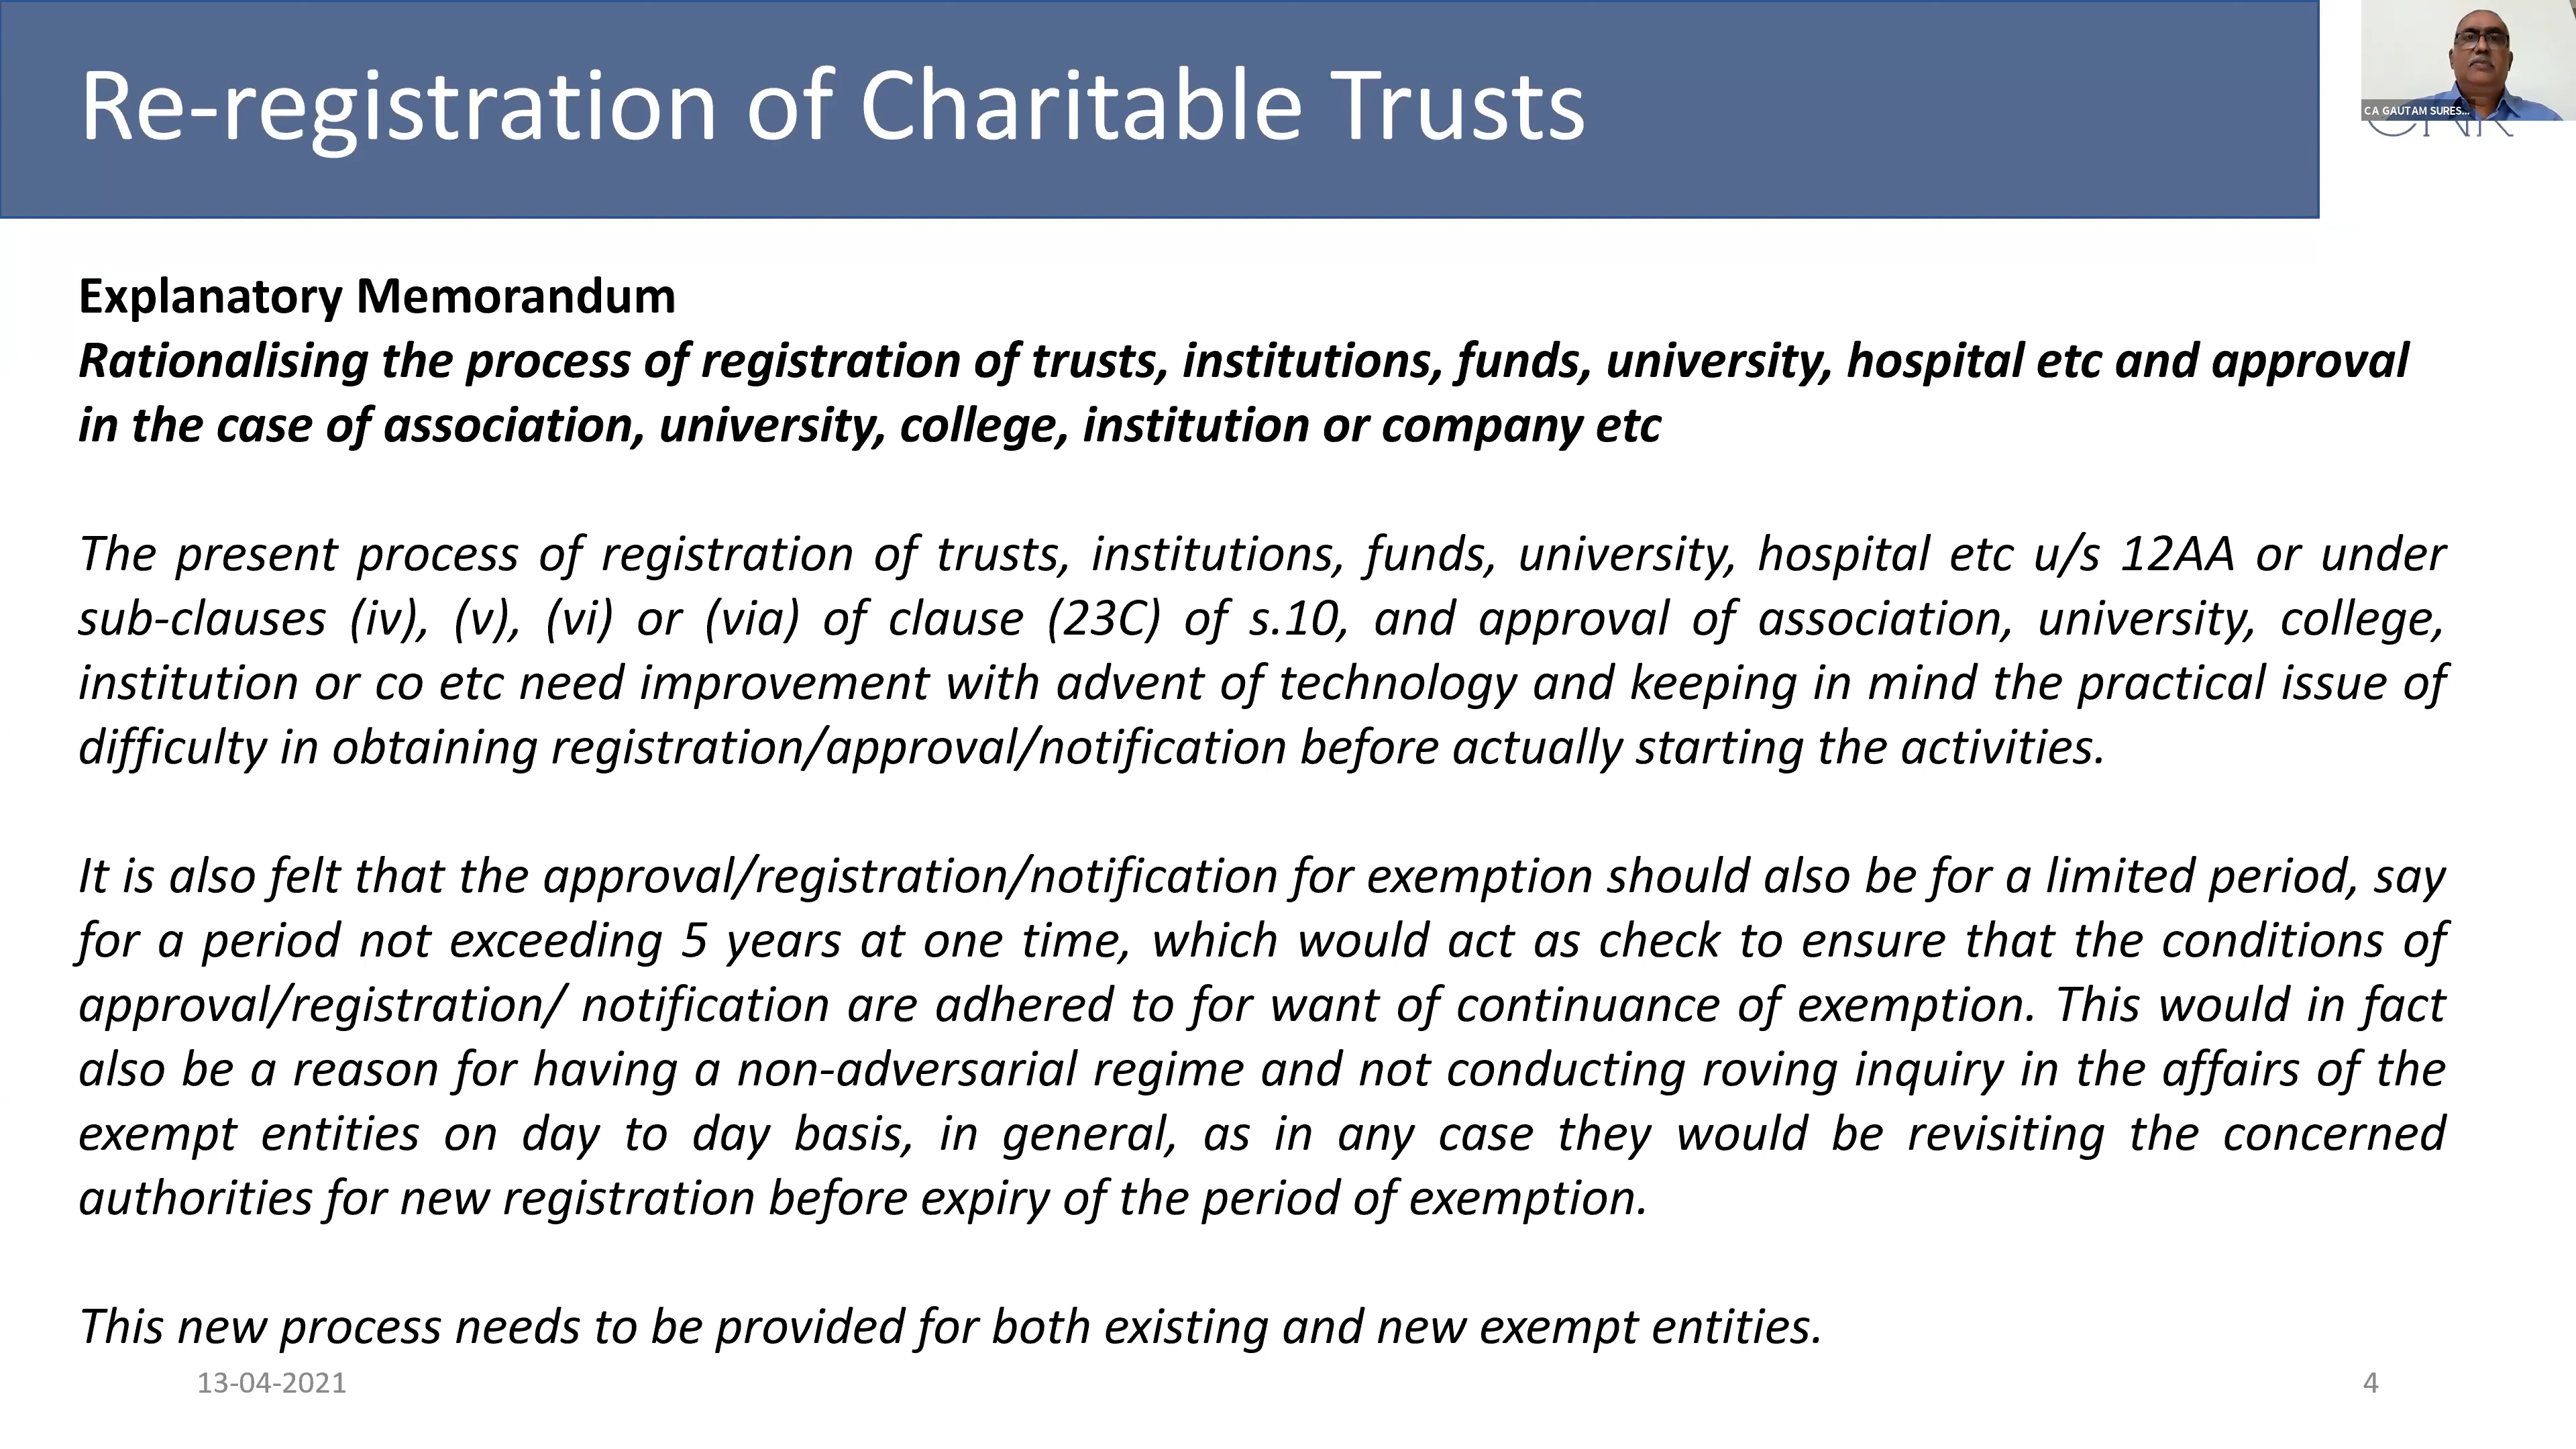 Re-registration of Charitable Trusts
CA GAUTAM SURES...
Explanatory Memorandum
Rationalising the process of registration of trusts, institutions, funds, university, hospital etc and approval
in the case of association, university, college, institution or company etc
The present process of registration of trusts, institutions, funds, university, hospital etc u/s 12AA or under
sub-clauses (iv), (v), (vi) or (via) of clause (23C) of s.10, and approval of association, university, college,
institution or co etc need improvement with advent of technology and keeping in mind the practical issue of
difficulty in obtaining registration/approval/notification before actually starting the activities.
It is also felt that the approval/registration/notification for exemption should also be for a limited period, say
for a period not exceeding 5 years at one time, which would act as check to ensure that the conditions of
approval/registration/ notification are adhered to for want of continuance of exemption. This would in fact
also be a reason for having a non-adversarial regime and not conducting roving inquiry in the affairs of the
exempt entities on day to day basis, in general, as in any case they would be revisiting the concerned
authorities for new registration before expiry of the period of exemption.
This new process needs to be provided for both existing and new exempt entities.
13-04-2021
4